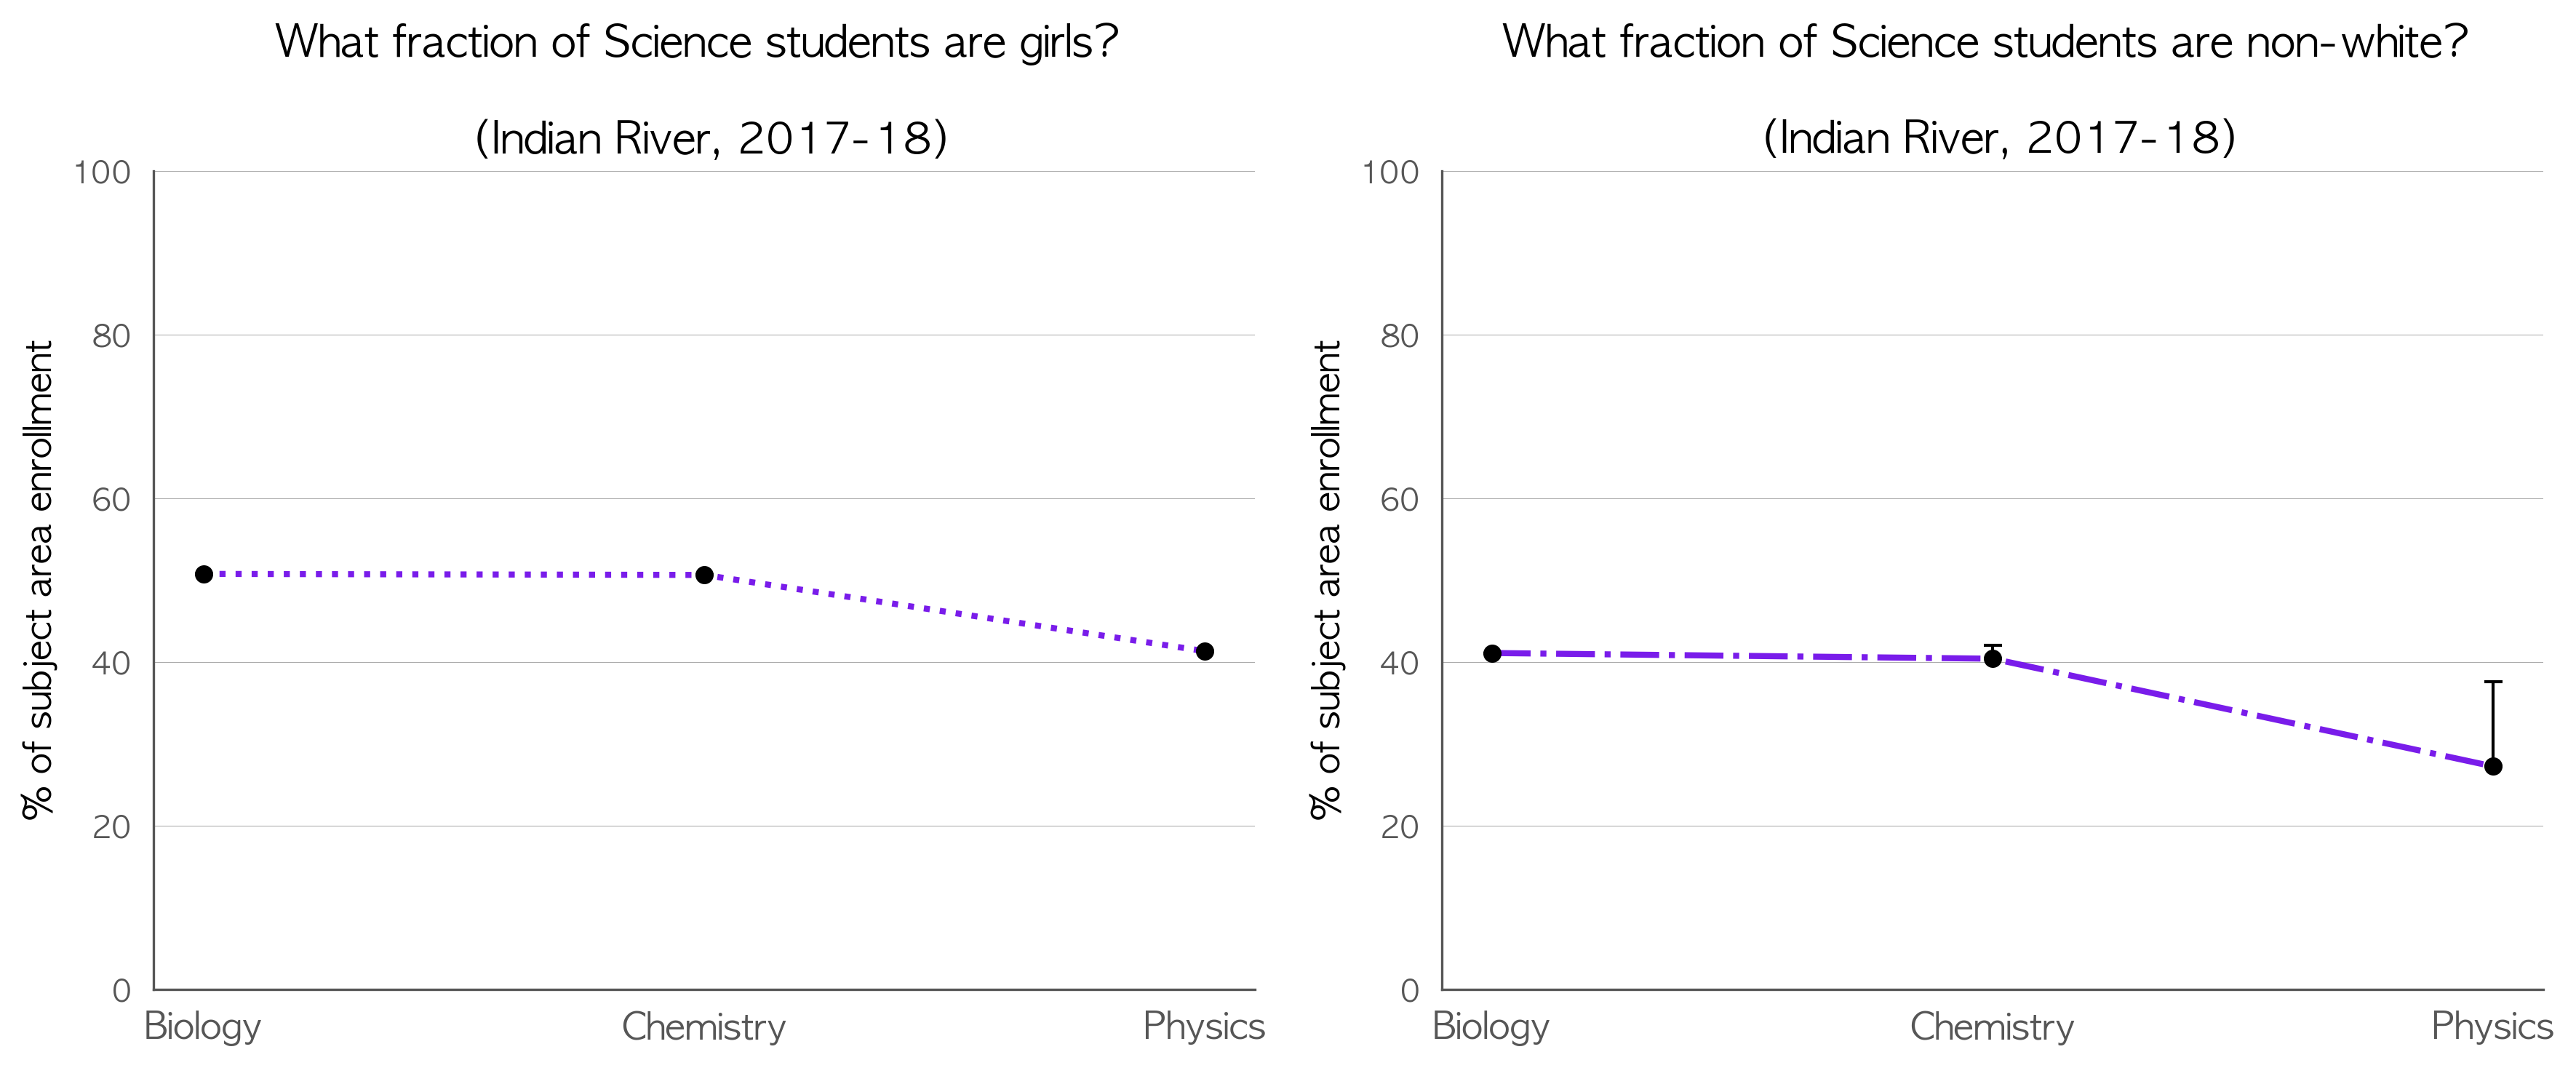 What fraction of Science students are girls?
(Indian River, 2017-18)
% of subject area enrollment
100
80
60
40
20
0
Biology
Chemistry
Physics
What fraction of Science students are non-white?
(Indian River, 2017-18)
% of subject area enrollment
100
80
60
40
20
0
Biology
Chemistry
Physics